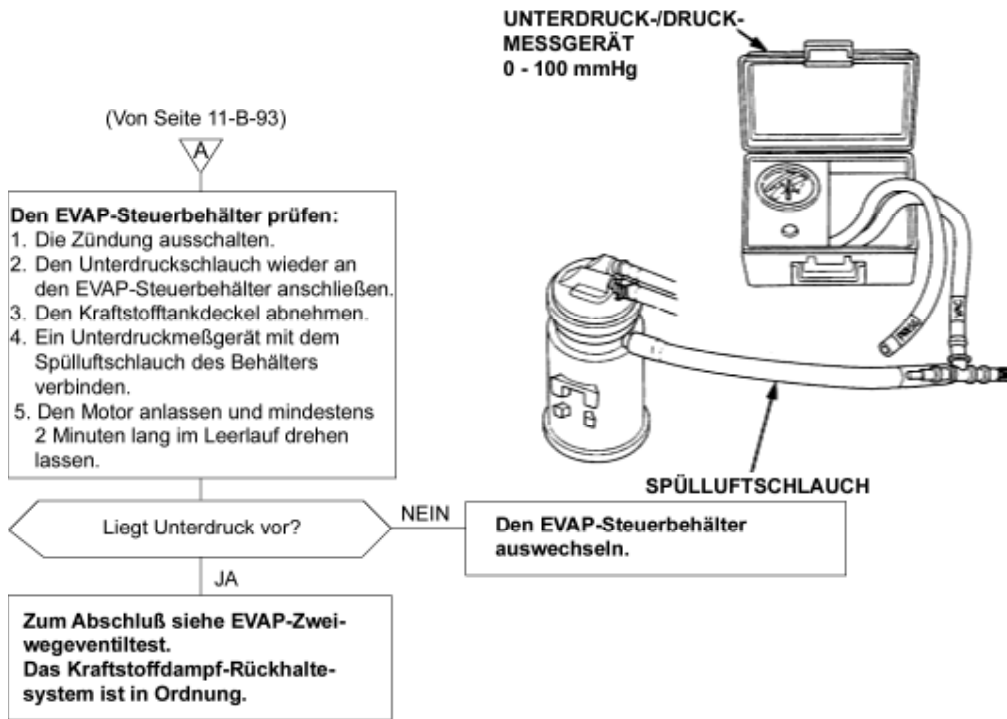 UNTERDRUCK-/DRUCK-
MESSGERÄT
0 - 100 mmHg
(Von Seite 11-B-93)
A
Den EVAP-Steuerbehälter prüfen:
1. Die Zündung ausschalten.
2. Den Unterdruckschlauch wieder an
den EVAP-Steuerbehälter anschließen.
3. Den Kraftstofftankdeckel abnehmen.
4. Ein Unterdruckmeßgerät mit dem
Spülluftschlauch des Behälters
verbinden.
5. Den Motor anlassen und mindestens
2 Minuten lang im Leerlauf drehen
lassen.
VAC
SPÜLLUFTSCHLAUCH
Liegt Unterdruck vor?
NEIN
Den EVAP-Steuerbehälter
auswechseln.
JA
Zum Abschluß siehe EVAP-Zwei-
wegeventiltest.
Das Kraftstoffdampf-Rückhalte-
system ist in Ordnung.